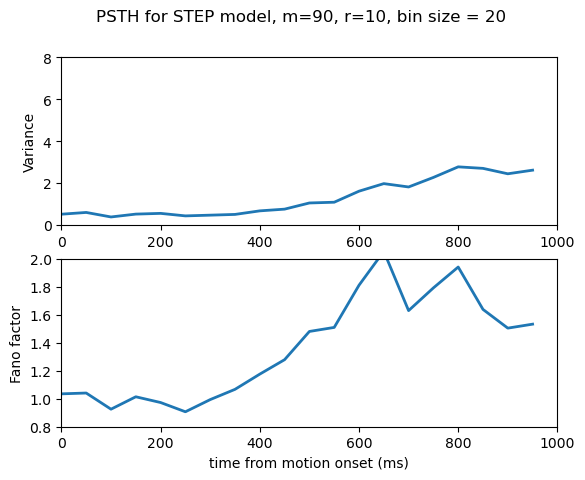 PSTH for STEP model, m=90, r=10, bin size = 20
8
6
4
2
0
Variance
0 200 400 600 800 1000
2.0
1.8
1.6
1.4
1.2
1.0
0.8
Fano factor
0 200 400 600 800 1000
time from motion onset (ms)